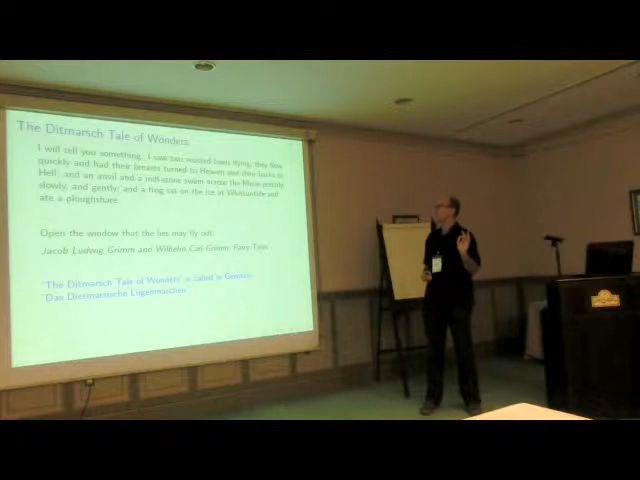 The Ditmarsch Tale of Wonders
I will tell you something. I saw two roasted fowls flying; they flew
quickly and had their breasts turned to Heaven and their backs to
Hell; and an anvil and a mill-stone swam across the Rhine prettily
slowly, and gently; and a frog sat on the ice at Whitsuntide and
ate a ploughshare.
Open the window that the lies may fly out.
Jacob Ludwig Grimm and Wilhelm Carl Grimm: Fairy Tales
'The Ditmarsch Tale of Wonders' is called in German:
'Das Dietmarsische Lügenmärchen'